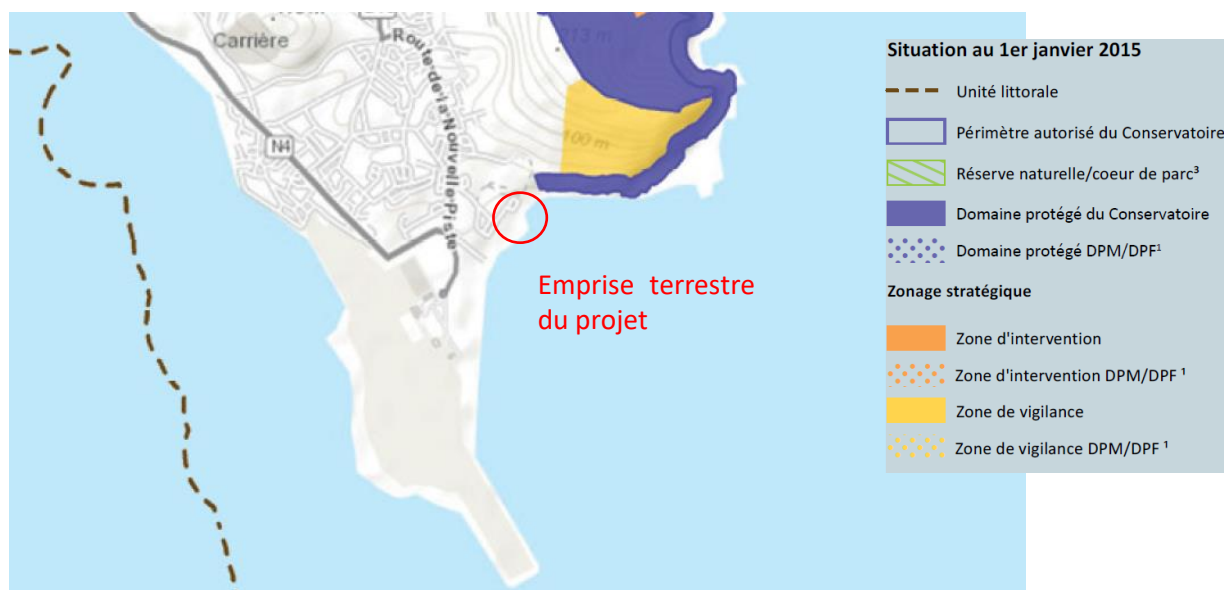 Carrière
Route-de-la-Nouvelle-Piste
213 m
100 m
N4
Emprise terrestre
du projet
Situation au 1er janvier 2015
Unité littorale
Périmètre autorisé du Conservatoire
Réserve naturelle/coeur de parc³
Domaine protégé du Conservatoire
Domaine protégé DPM/DPF¹
Zonage stratégique
Zone d'intervention
Zone d'intervention DPM/DPF ¹
Zone de vigilance
Zone de vigilance DPM/DPF ¹